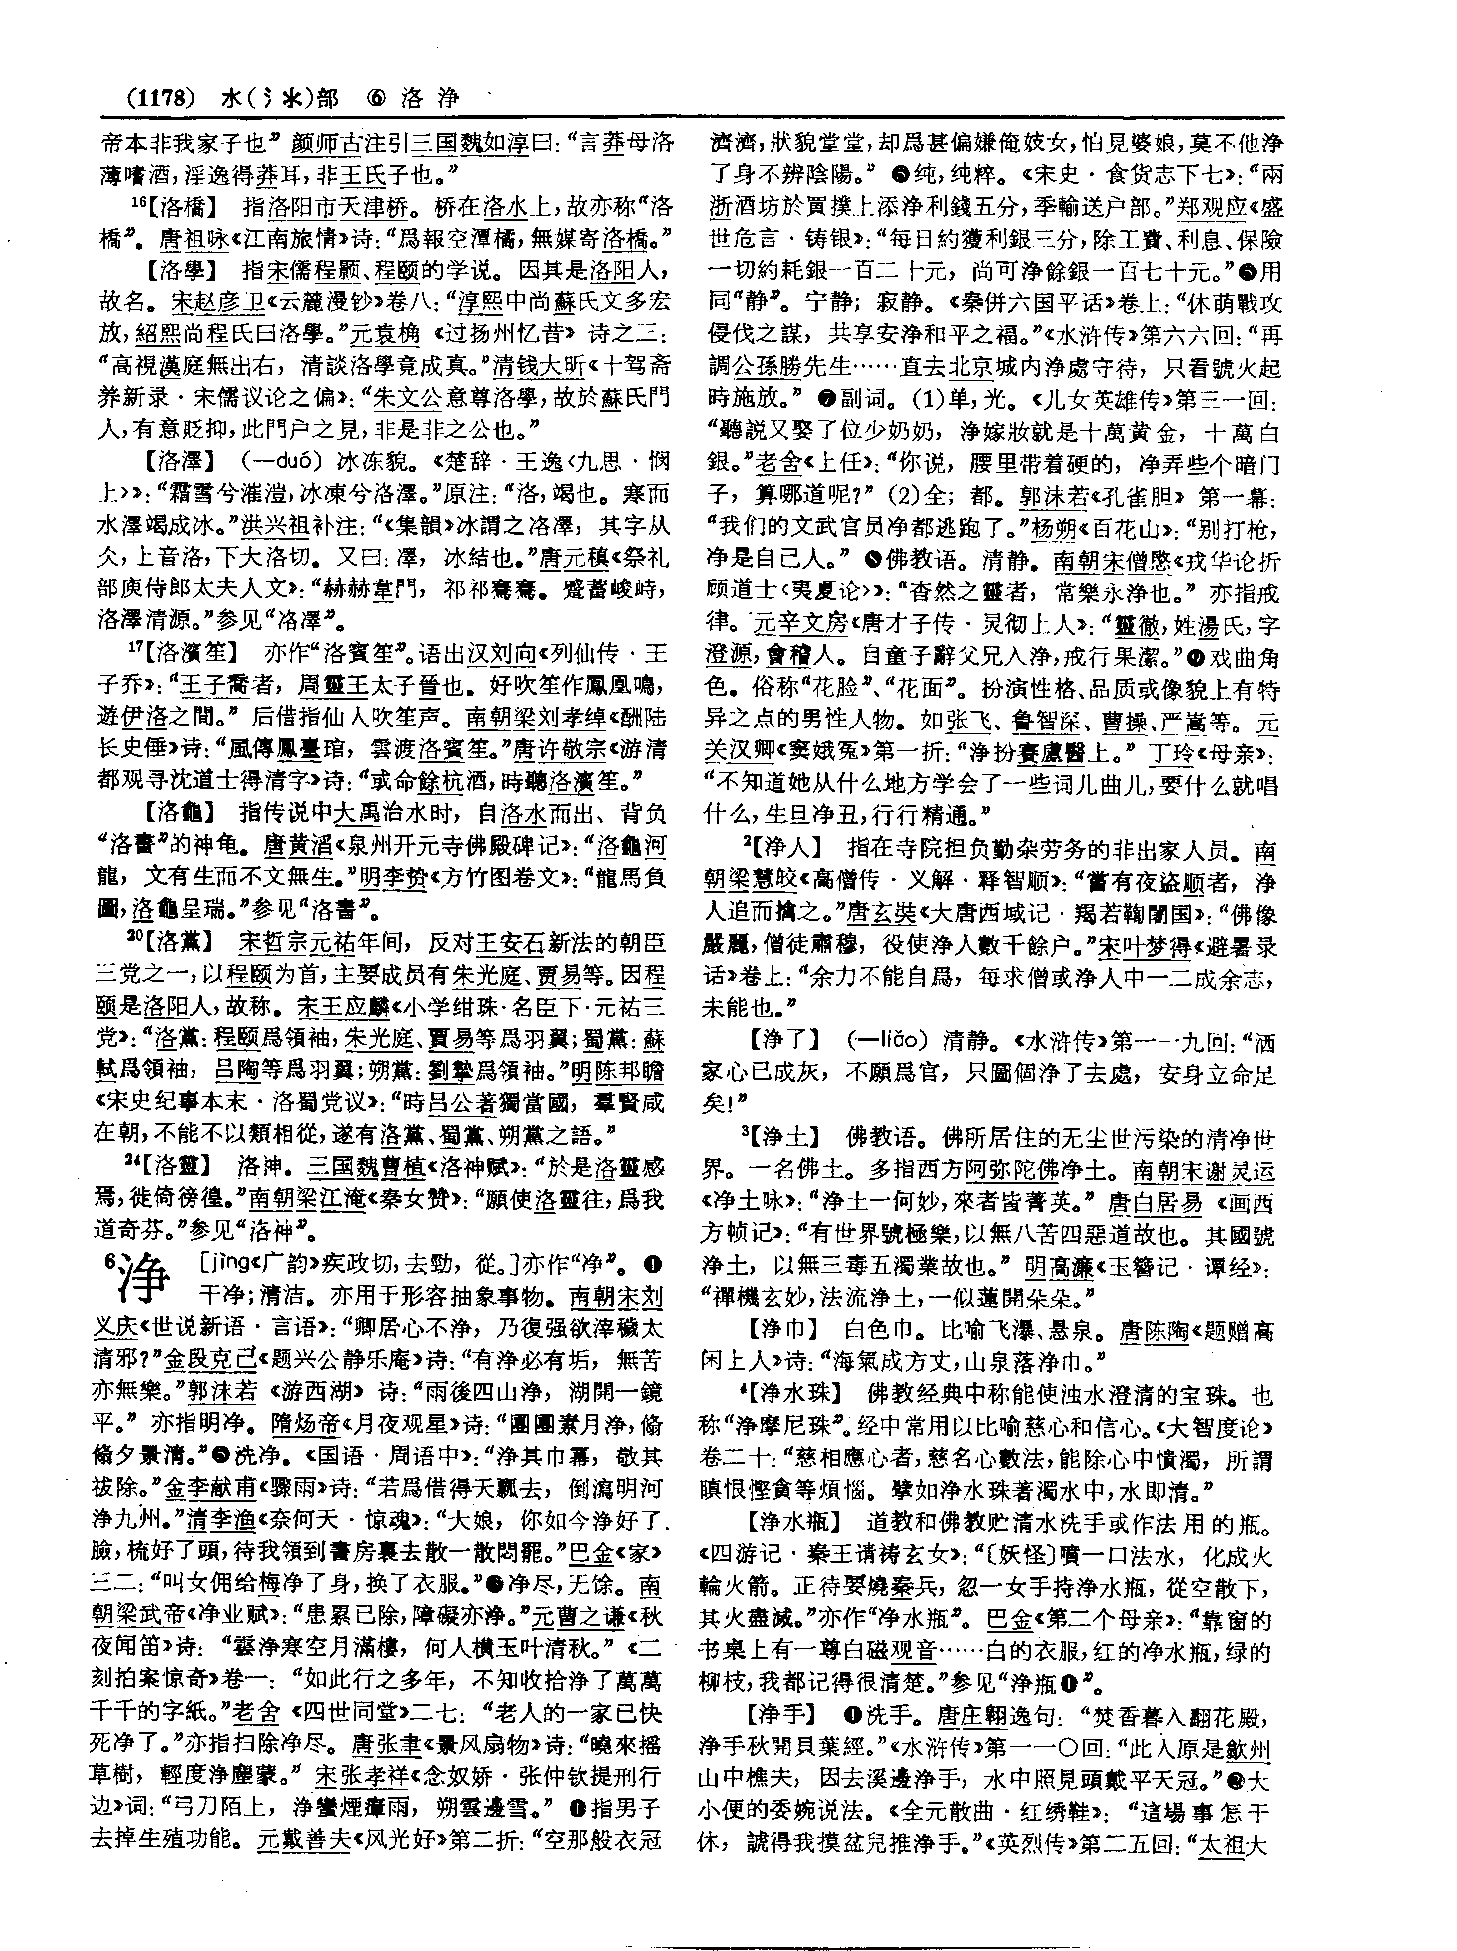 (1178) 水(氵氺)部 ⑥ 洛 浄
帝本非我家子也” 颜师古注引三国魏如淳曰：“言莽母洛
薄嗜酒，淫逸得莽耳，非王氏子也。”
16【洛橋】 指洛阳市天津桥。桥在洛水上，故亦称“洛
橋”。唐祖咏《江南旅情》诗：“爲報空潭橘，無媒寄洛橋。”
【洛學】 指宋儒程颢、程颐的学说。因其是洛阳人，
故名。宋赵彦卫《云麓漫钞》卷八：“淳熙中尚蘇氏文多宏
放，紹熙尚程氏曰洛學。”元袁桷《过扬州忆昔》诗之三：
“高視漢庭無出右，清談洛學竟成真。”清钱大昕《十驾斋
养新录·宋儒议论之偏》：“朱文公意尊洛學，故於蘇氏門
人，有意貶抑，此門户之見，非是非之公也。”
【洛澤】 （—duó）冰冻貌。《楚辞·王逸〈九思·悯
上〉》：“霜雪兮漼溰，冰凍兮洛澤。”原注：“洛，竭也。寒而
水澤竭成冰。”洪兴祖补注：“《集韻》冰謂之洛澤，其字从
仌，上音洛，下大洛切。又曰：澤，冰結也。”唐元稹《祭礼
部庾侍郎太夫人文》：“赫赫韋門，祁祁騫騫。蹙蓄峻峙，
洛澤清源。”参见“冾澤”。
17【洛濱笙】 亦作“洛賓笙”。语出汉刘向《列仙传·王
子乔》：“王子喬者，周靈王太子晉也。好吹笙作鳳凰鳴，
遊伊洛之間。”后借指仙人吹笙声。南朝梁刘孝绰《酬陆
长史倕》诗：“風傳鳳臺琯，雲渡洛賓笙。”唐许敬宗《游清
都观寻沈道士得清字》诗：“或命餘杭酒，時聽洛濱笙。”
【洛龜】 指传说中大禹治水时，自洛水而出、背负
“洛書”的神龟。唐黄滔《泉州开元寺佛殿碑记》：“洛龜河
龍，文有生而不文無生。”明李贽《方竹图卷文》：“龍馬負
圖，洛龜呈瑞。”参见“洛書”。
20【洛黨】 宋哲宗元祐年间，反对王安石新法的朝臣
三党之一，以程颐为首，主要成员有朱光庭、贾易等。因程
颐是洛阳人，故称。宋王应麟《小学绀珠·名臣下·元祐三
党》：“洛黨：程頤爲領袖，朱光庭、賈易等爲羽翼；蜀黨：蘇
軾爲領袖，吕陶等爲羽翼；朔黨：劉摯爲領袖。”明陈邦瞻
《宋史纪事本末·洛蜀党议》：“時吕公著獨當國，羣賢咸
在朝，不能不以類相從，遂有洛黨、蜀黨、朔黨之語。”
24【洛靈】 洛神。三国魏曹植《洛神赋》：“於是洛靈感
焉，徙倚傍徨。”南朝梁江淹《秦女赞》：“願使洛靈往，爲我
道奇芬。”参见“洛神”。
6浄 ［jìng《广韵》疾政切，去勁，從。］亦作“净”。❶
干净；清洁。亦用于形容抽象事物。南朝宋刘
义庆《世说新语·言语》：“卿居心不浄，乃復强欲滓穢太
清邪？”金段克己《题兴公静乐庵》诗：“有浄必有垢，無苦
亦無樂。”郭沫若《游西湖》诗：“雨後四山浄，湖開一鏡
平。”亦指明净。隋炀帝《月夜观星》诗：“團團素月浄，翛
翛夕景清。”❷洗净。《国语·周语中》：“浄其巾冪，敬其
祓除。”金李献甫《骤雨》诗：“若爲借得天瓢去，倒瀉明河
浄九州。”清李渔《奈何天·惊魂》：“大娘，你如今浄好了
臉，梳好了頭，待我領到書房裏去散一散悶罷。”巴金《家》
三二：“叫女佣给梅净了身，换了衣服。”❸净尽，无馀。南
朝梁武帝《净业赋》：“患累已除，障礙亦浄。”元曹之谦《秋
夜闻笛》诗：“雲浄寒空月滿樓，何人横玉叶清秋。”《二
刻拍案惊奇》卷一：“如此行之多年，不知收拾浄了萬萬
千千的字紙。”老舍《四世同堂》二七：“老人的一家已快
死净了。”亦指扫除净尽。唐张聿《景风扇物》诗：“曉來摇
草樹，輕度浄塵蒙。”宋张孝祥《念奴娇·张仲钦提刑行
边》词：“弓刀陌上，浄蠻煙瘴雨，朔雲邊雪。”❹指男子
去掉生殖功能。元戴善夫《风光好》第二折：“空那般衣冠
濟濟，狀貌堂堂，却爲甚偏嫌俺妓女，怕見婆娘，莫不他浄
了身不辨陰陽。”❺纯，纯粹。《宋史·食货志下七》：“兩
浙酒坊於買撲上添浄利錢五分，季輸送户部。”郑观应《盛
世危言·铸银》：“每日約獲利銀三分，除工費、利息、保險
一切約耗銀一百二十元，尚可浄餘銀一百七十元。”❻用
同“静”。宁静；寂静。《秦併六国平话》卷上：“休萌戰攻
侵伐之謀，共享安浄和平之福。”《水浒传》第六六回：“再
調公孫勝先生……直去北京城内浄處守待，只看號火起
時施放。”❼副词。(1)单，光。《儿女英雄传》第三一回：
“聽説又娶了位少奶奶，浄嫁妝就是十萬黄金，十萬白
銀。”老舍《上任》：“你说，腰里带着硬的，净弄些个暗门
子，算哪道呢？”(2)全；都。郭沫若《孔雀胆》第一幕：
“我们的文武官员净都逃跑了。”杨朔《百花山》：“别打枪，
净是自己人。”❽佛教语。清静。南朝宋僧愍《戎华论折
顾道士〈夷夏论〉》：“杳然之靈者，常樂永浄也。”亦指戒
律。元辛文房《唐才子传·灵彻上人》：“靈徹，姓湯氏，字
澄源，會稽人。自童子辭父兄入浄，戒行果潔。”❾戏曲角
色。俗称“花脸”、“花面”。扮演性格、品质或像貌上有特
异之点的男性人物。如张飞、鲁智深、曹操、严嵩等。元
关汉卿《窦娥冤》第一折：“浄扮賽盧醫上。”丁玲《母亲》：
“不知道她从什么地方学会了一些词儿曲儿，要什么就唱
什么，生旦净丑，行行精通。”
2【浄人】 指在寺院担负勤杂劳务的非出家人员。南
朝梁慧皎《高僧传·义解·释智顺》：“嘗有夜盜顺者，浄
人追而擒之。”唐玄奘《大唐西域记·羯若鞠闍国》：“佛像
嚴麗，僧徒肅穆，役使浄人數千餘户。”宋叶梦得《避暑录
话》卷上：“余力不能自爲，每求僧或浄人中一二成余志，
未能也。”
【浄了】 （—liǎo）清静。《水浒传》第一一九回：“洒
家心已成灰，不願爲官，只圖個浄了去處，安身立命足
矣！”
3【浄土】 佛教语。佛所居住的无尘世污染的清净世
界。一名佛土。多指西方阿弥陀佛净土。南朝宋谢灵运
《净土咏》：“浄土一何妙，來者皆菁英。”唐白居易《画西
方帧记》：“有世界號極樂，以無八苦四惡道故也。其國號
浄土，以無三毒五濁業故也。”明高濂《玉簪记·谭经》：
“禪機玄妙，法流浄土，一似蓮開朵朵。”
【浄巾】 白色巾。比喻飞瀑、悬泉。唐陈陶《题赠高
闲上人》诗：“海氣成方丈，山泉落浄巾。”
4【浄水珠】 佛教经典中称能使浊水澄清的宝珠。也
称“浄摩尼珠”。经中常用以比喻慈心和信心。《大智度论》
卷二十：“慈相應心者，慈名心數法，能除心中憒濁，所謂
瞋恨慳貪等煩惱。譬如浄水珠著濁水中，水即清。”
【浄水瓶】 道教和佛教贮清水洗手或作法用的瓶。
《四游记·秦王请祷玄女》：“〔妖怪〕噴一口法水，化成火
輪火箭。正待要燒秦兵，忽一女手持浄水瓶，從空散下，
其火盡滅。”亦作“净水瓶”。巴金《第二个母亲》：“靠窗的
书桌上有一尊白磁观音……白的衣服，红的净水瓶，绿的
柳枝，我都记得很清楚。”参见“浄瓶❶”。
【浄手】 ❶洗手。唐庄翱逸句：“焚香暮入翻花殿，
浄手秋開貝葉經。”《水浒传》第一一〇回：“此人原是歙州
山中樵夫，因去溪邊浄手，水中照見頭戴平天冠。”❷大
小便的委婉说法。《全元散曲·红绣鞋》：“這場事怎干
休，諕得我摸盆兒推浄手。”《英烈传》第二五回：“太祖大